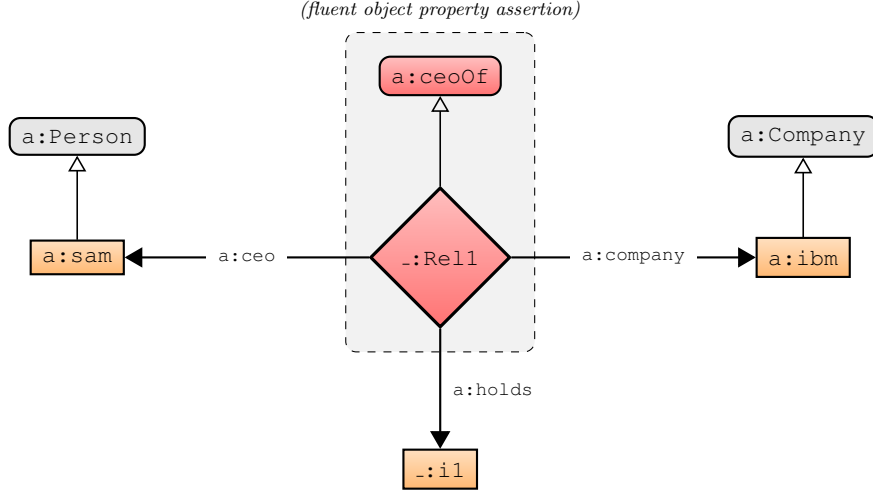 (fluent object property assertion)
a:ceoOf
a:Person
a:Company
a:sam
a:ceo
_:Rel1
a:company
a:ibm
a:holds
_:i1